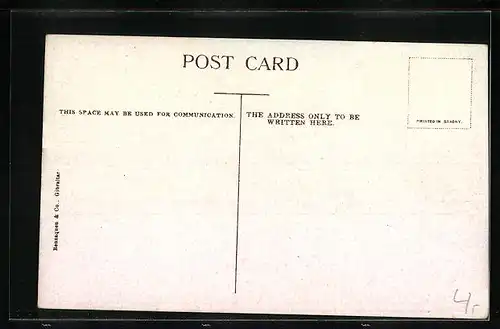 POST CARD
THIS SPACE MAY BE USED FOR COMMUNICATION.
THE ADDRESS ONLY TO BE
WRITTEN HERE.
PRINTED IN SAXONY.
Benzaquen & Co., Gibraltar
4,-